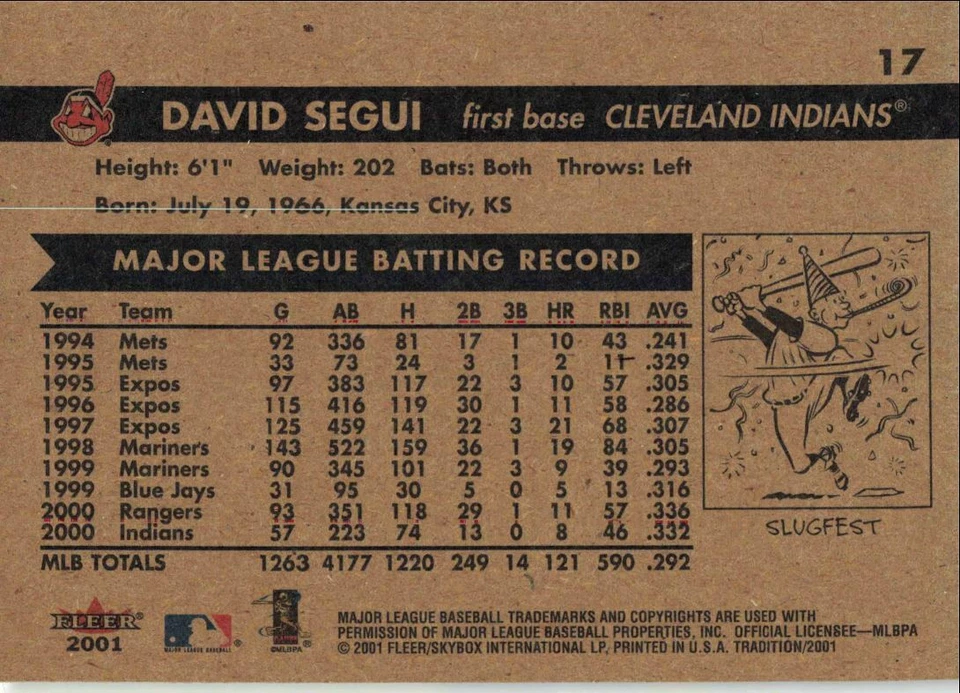 17
DAVID SEGUI first base CLEVELAND INDIANS®
Height: 6'1" Weight: 202 Bats: Both Throws: Left
Born: July 19, 1966, Kansas City, KS
MAJOR LEAGUE BATTING RECORD
Year Team G AB H 2B 3B HR RBI AVG
1994 Mets 92 336 81 17 1 10 43 .241
1995 Mets 33 73 24 3 1 2 11 .329
1995 Expos 97 383 117 22 3 10 57 .305
1996 Expos 115 416 119 30 1 11 58 .286
1997 Expos 125 459 141 22 3 21 68 .307
1998 Mariners 143 522 159 36 1 19 84 .305
1999 Mariners 90 345 101 22 3 9 39 .293
1999 Blue Jays 31 95 30 5 0 5 13 .316
2000 Rangers 93 351 118 29 1 11 57 .336
2000 Indians 57 223 74 13 0 8 46 .332
MLB TOTALS 1263 4177 1220 249 14 121 590 .292
SLUGFEST
FLEER®
2001
MAJOR LEAGUE BASEBALL
©MLBPA
MAJOR LEAGUE BASEBALL TRADEMARKS AND COPYRIGHTS ARE USED WITH
PERMISSION OF MAJOR LEAGUE BASEBALL PROPERTIES, INC. OFFICIAL LICENSEE—MLBPA
© 2001 FLEER/SKYBOX INTERNATIONAL LP, PRINTED IN U.S.A. TRADITION/2001